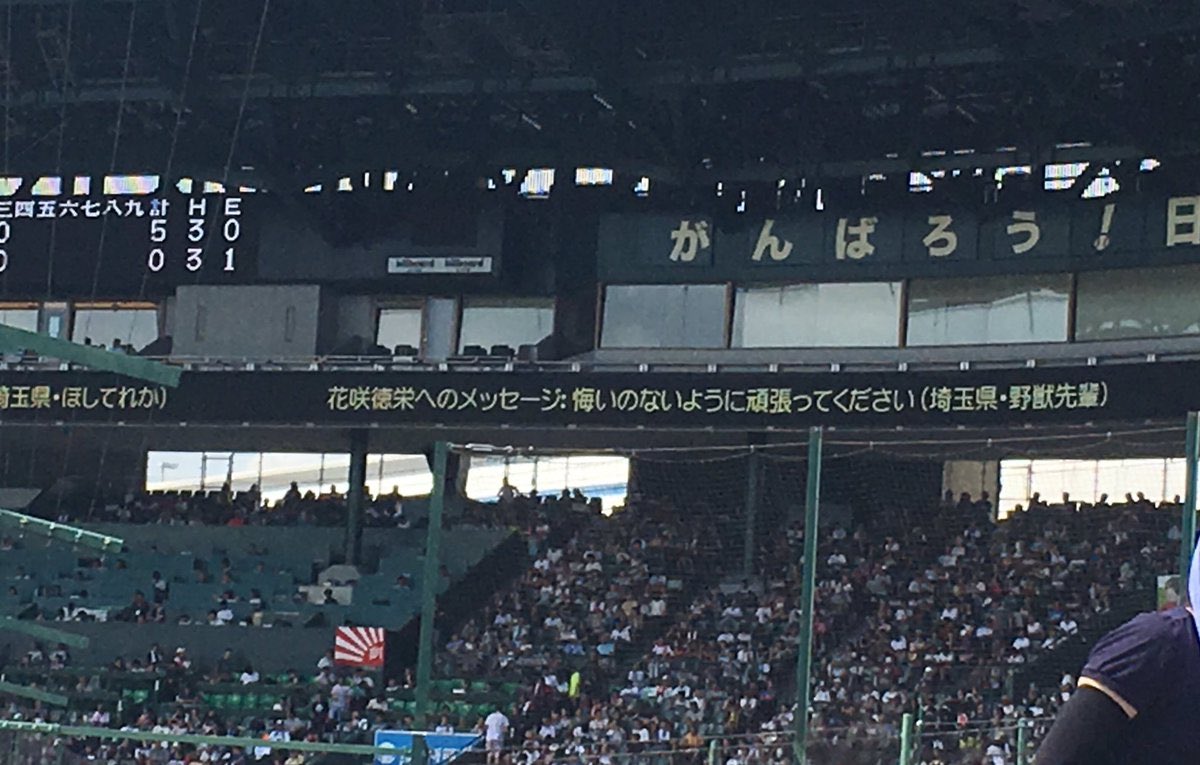 三四五六七八九計 H E
0 5 3 0
0 0 3 1
がんばろう!日
埼玉県・ほしてれか)
花咲徳栄へのメッセージ:悔いのないように頑張ってください(埼玉県・野獣先輩)